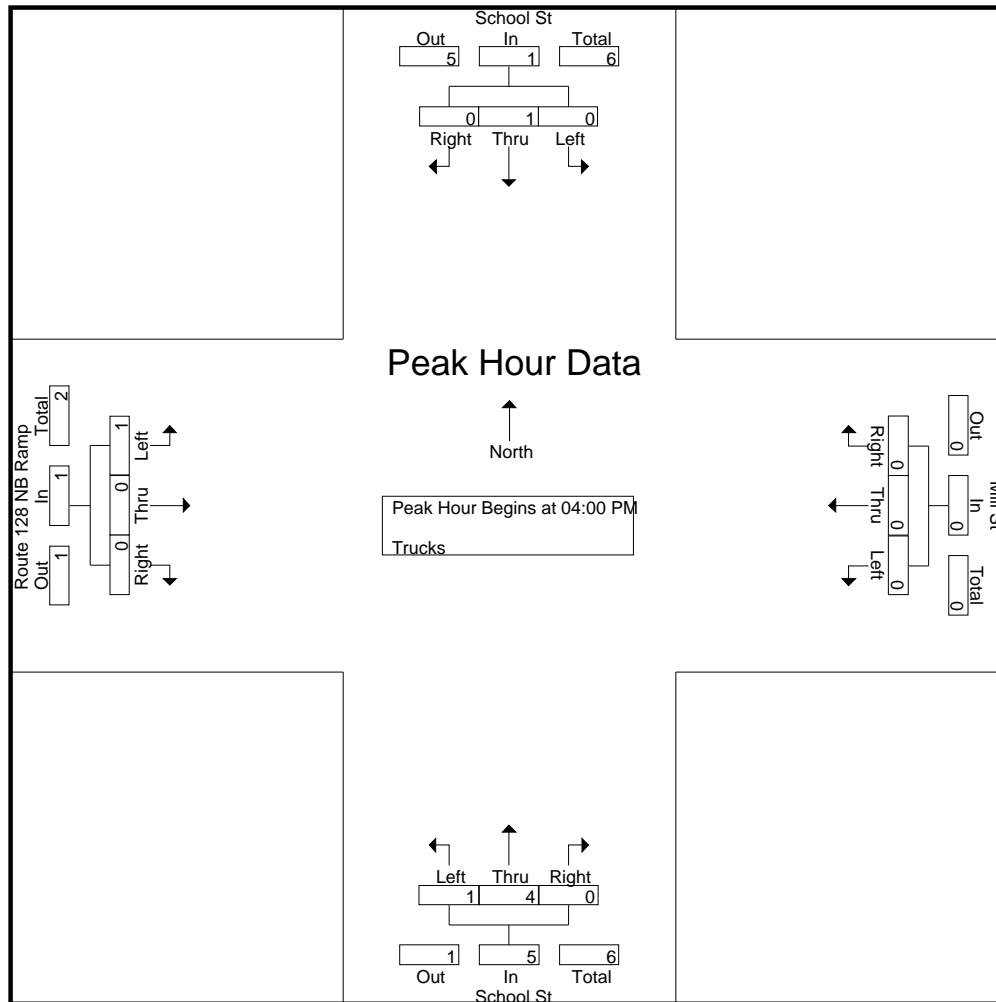 School St
Out In Total
5 1 6
0 1 0
Right Thru Left
Peak Hour Data
North
Peak Hour Begins at 04:00 PM
Trucks
Route 128 NB Ramp
Out In Total
1 1 2
0 0 1
Right Thru Left
Mill St
Out In Total
0 0 0
0 0 0
Right Thru Left
Left Thru Right
1 4 0
1 5 6
Out In Total
School St